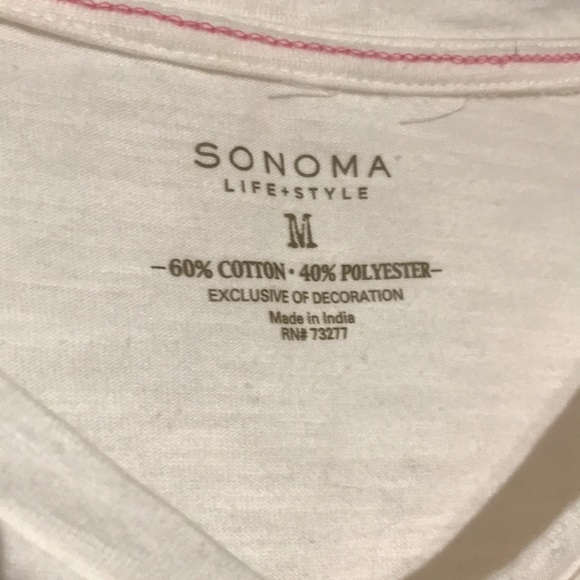 SONOMA
LIFE+STYLE
M
—60% COTTON • 40% POLYESTER—
EXCLUSIVE OF DECORATION
Made in India
RN# 73277